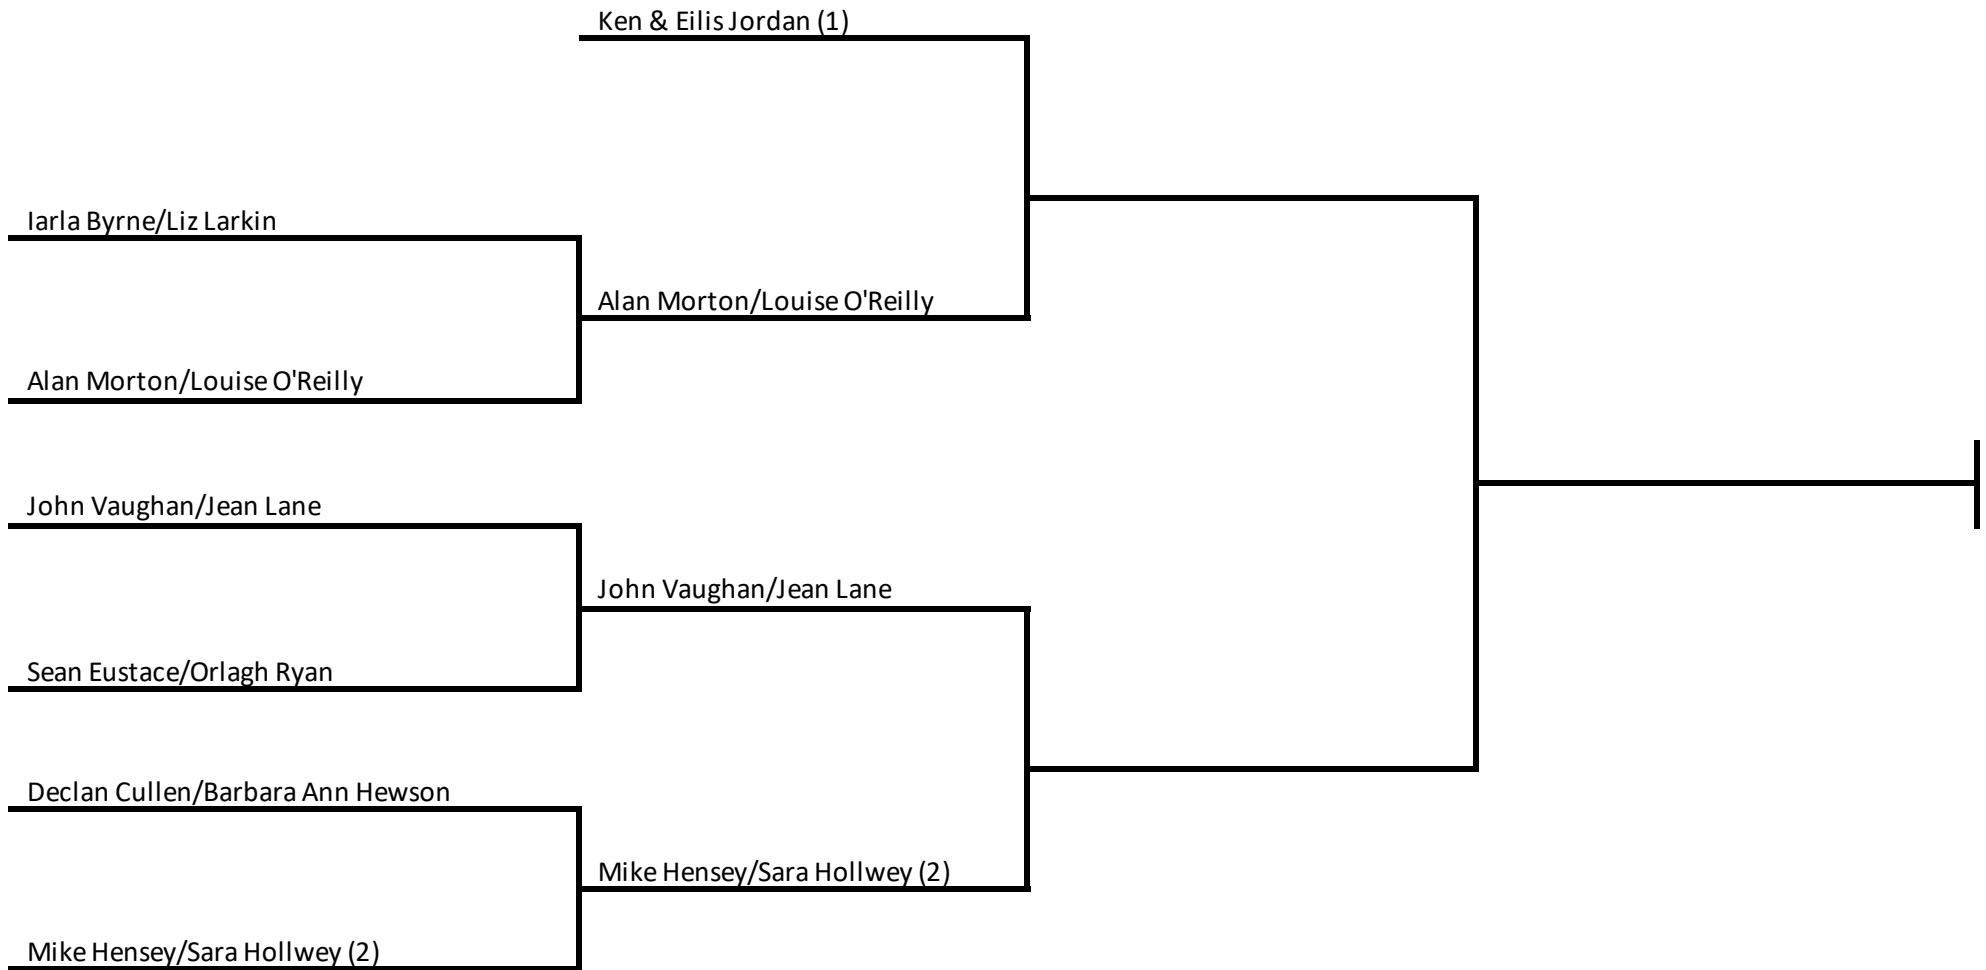 Ken & Eilis Jordan (1)
Iarla Byrne/Liz Larkin
Alan Morton/Louise O'Reilly
Alan Morton/Louise O'Reilly
John Vaughan/Jean Lane
John Vaughan/Jean Lane
Sean Eustace/Orlagh Ryan
Declan Cullen/Barbara Ann Hewson
Mike Hensey/Sara Hollwey (2)
Mike Hensey/Sara Hollwey (2)